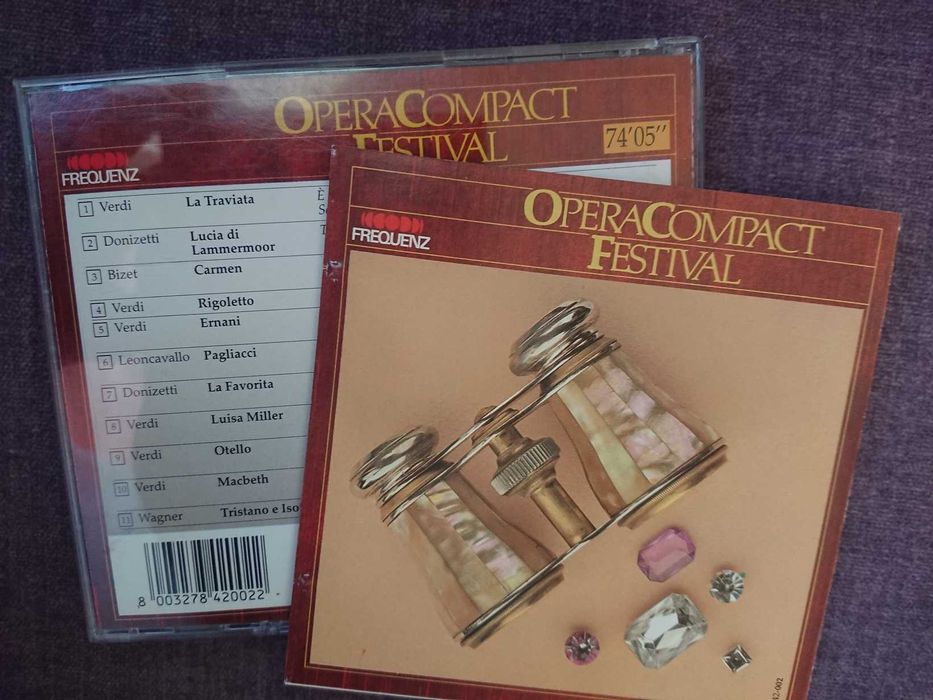 OPERACOMPACT
FESTIVAL
74'05"
FREQUENZ
1 Verdi La Traviata È
2 Donizetti Lucia di
Lammermoor
3 Bizet Carmen
4 Verdi Rigoletto
5 Verdi Ernani
6 Leoncavallo Pagliacci
7 Donizetti La Favorita
8 Verdi Luisa Miller
9 Verdi Otello
10 Verdi Macbeth
11 Wagner Tristano e Iso
8 003278 420022
OPERACOMPACT
FESTIVAL
FREQUENZ